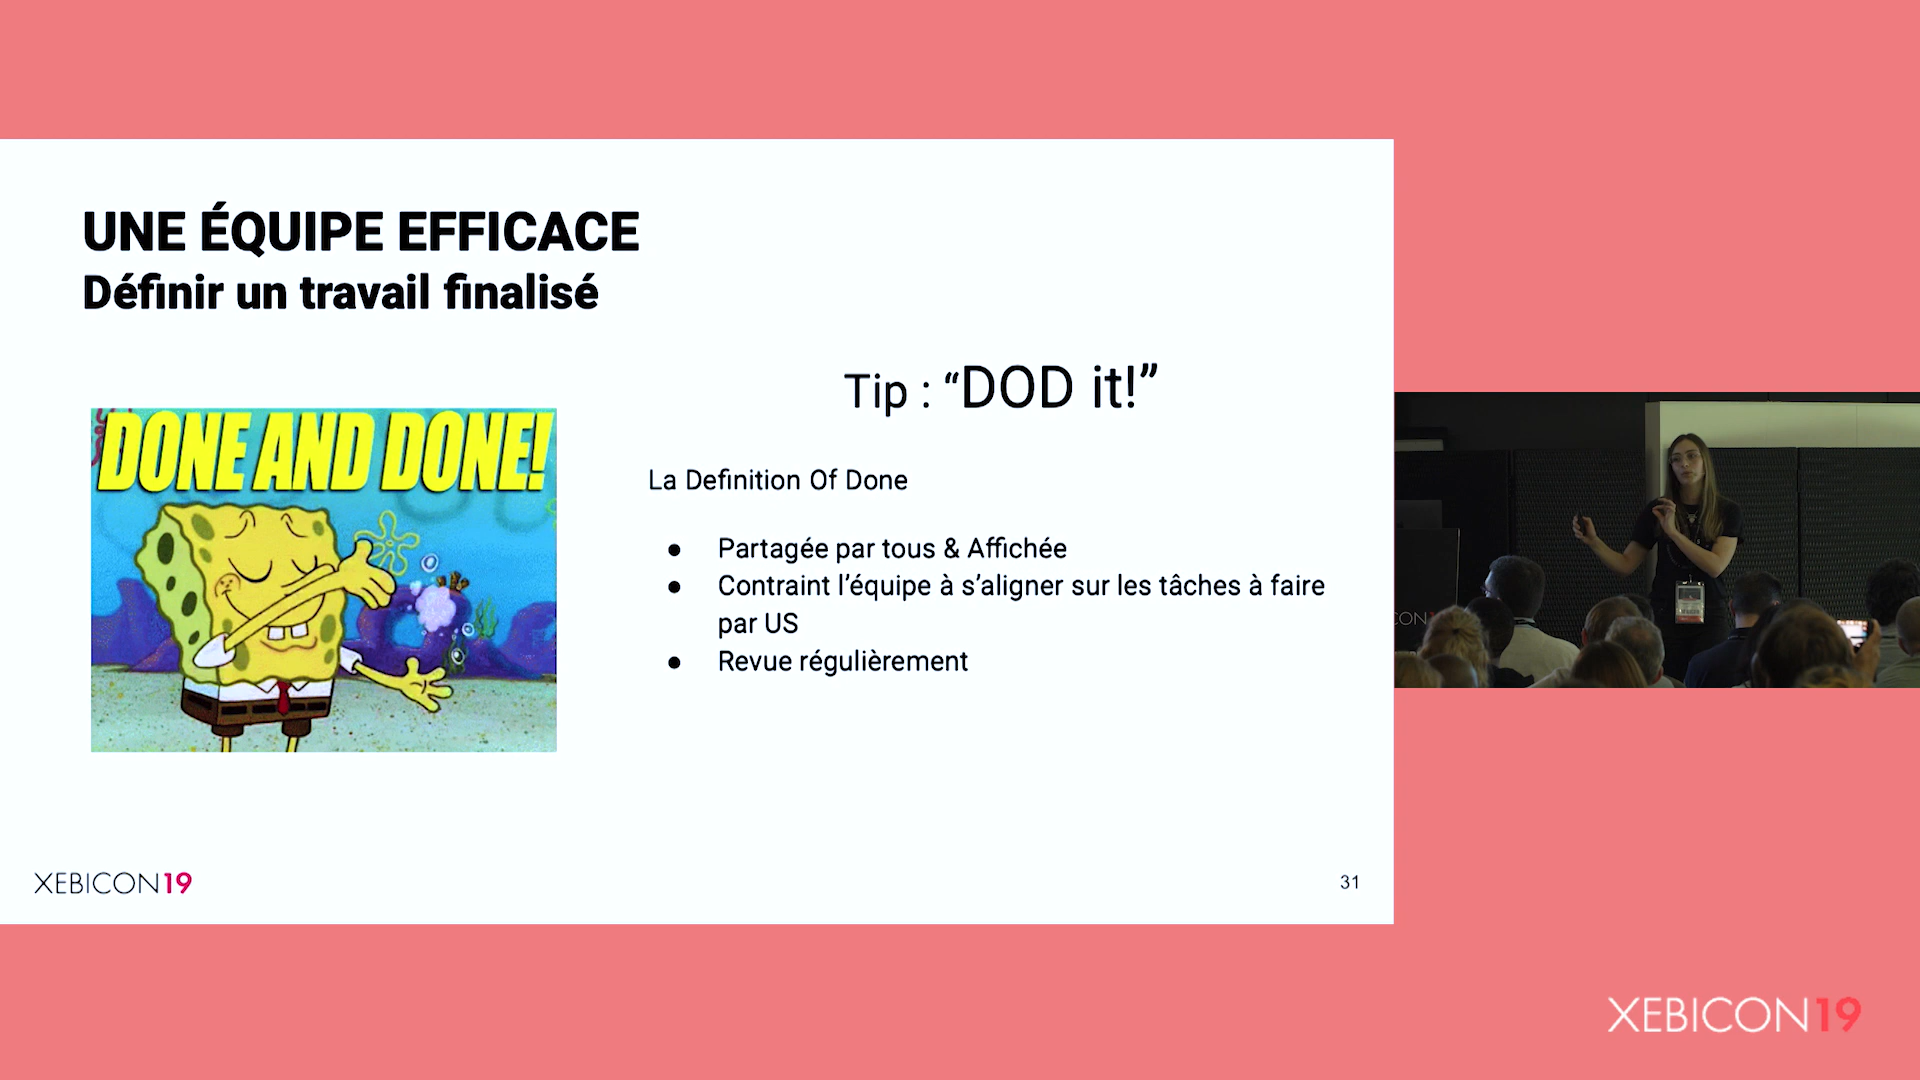 UNE ÉQUIPE EFFICACE
Définir un travail finalisé
Tip : “DOD it!”
DONE AND DONE!
La Definition Of Done
● Partagée par tous & Affichée
● Contraint l’équipe à s’aligner sur les tâches à faire
par US
● Revue régulièrement
XEBICON19
31
CON
XEBICON19